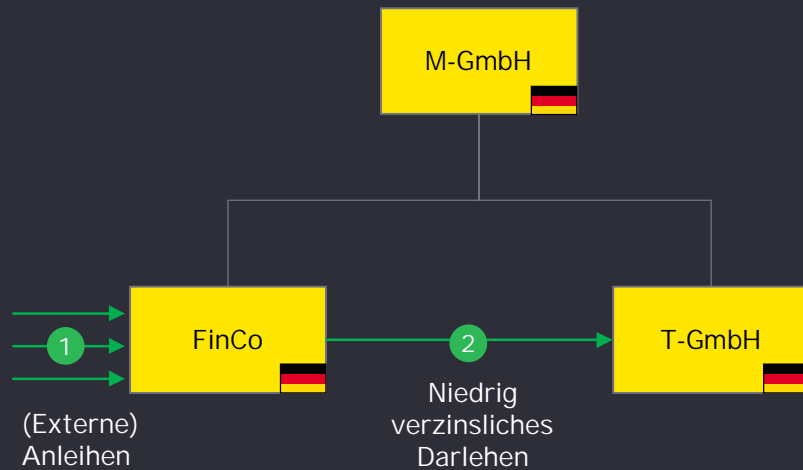 M-GmbH
1
FinCo
2
T-GmbH
(Externe)
Anleihen
Niedrig
verzinsliches
Darlehen